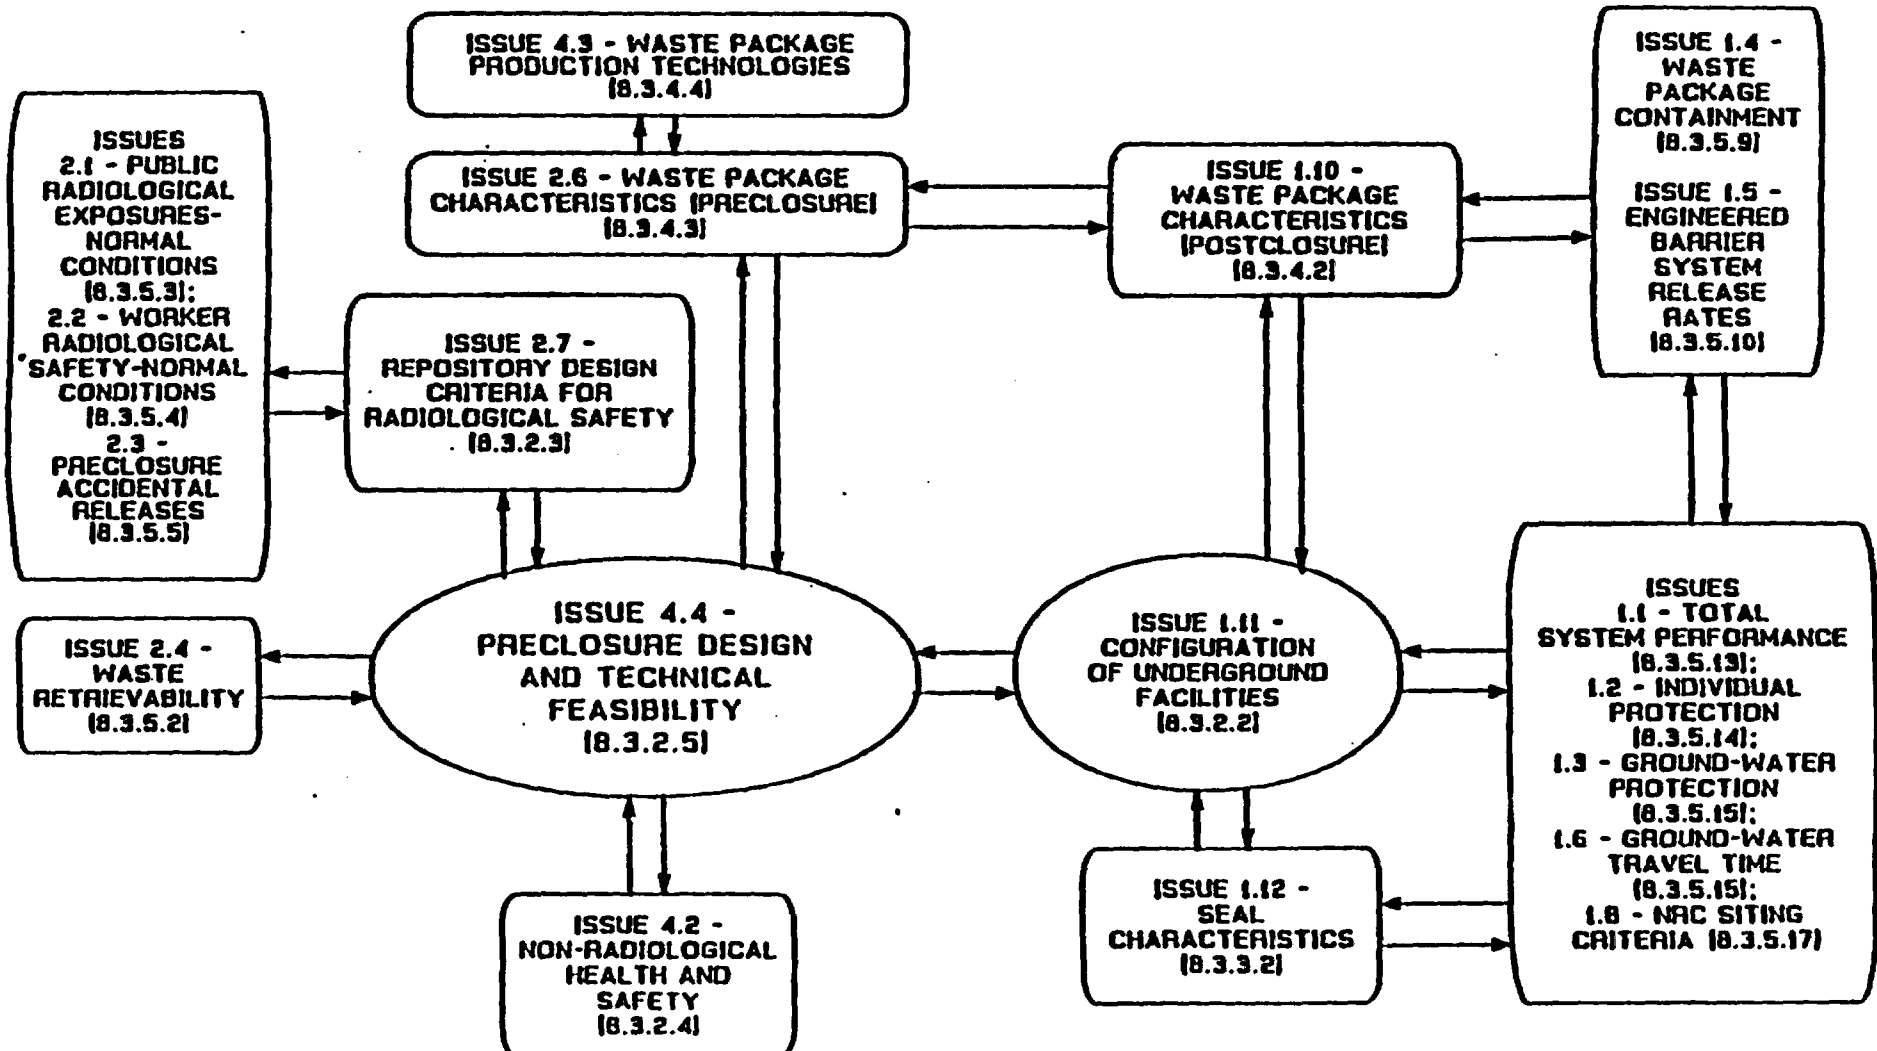 ISSUE 4.3 - WASTE PACKAGE
PRODUCTION TECHNOLOGIES
[8.3.4.4]
ISSUE 1.4 -
WASTE
PACKAGE
CONTAINMENT
[8.3.5.9]
ISSUE 1.5 -
ENGINEERED
BARRIER
SYSTEM
RELEASE
RATES
[8.3.5.10]
ISSUES
2.1 - PUBLIC
RADIOLOGICAL
EXPOSURES-
NORMAL
CONDITIONS
[8.3.5.3];
2.2 - WORKER
RADIOLOGICAL
SAFETY-NORMAL
CONDITIONS
[8.3.5.4]
2.3 -
PRECLOSURE
ACCIDENTAL
RELEASES
[8.3.5.5]
ISSUE 2.6 - WASTE PACKAGE
CHARACTERISTICS [PRECLOSURE]
[8.3.4.3]
ISSUE 1.10 -
WASTE PACKAGE
CHARACTERISTICS
[POSTCLOSURE]
[8.3.4.2]
ISSUE 2.7 -
REPOSITORY DESIGN
CRITERIA FOR
RADIOLOGICAL SAFETY
[8.3.2.3]
ISSUE 2.4 -
WASTE
RETRIEVABILITY
[8.3.5.2]
ISSUE 4.4 -
PRECLOSURE DESIGN
AND TECHNICAL
FEASIBILITY
[8.3.2.5]
ISSUE 1.11 -
CONFIGURATION
OF UNDERGROUND
FACILITIES
[8.3.2.2]
ISSUES
1.1 - TOTAL
SYSTEM PERFORMANCE
[8.3.5.13];
1.2 - INDIVIDUAL
PROTECTION
[8.3.5.14];
1.3 - GROUND-WATER
PROTECTION
[8.3.5.15];
1.6 - GROUND-WATER
TRAVEL TIME
[8.3.5.15];
1.8 - NRC SITING
CRITERIA [8.3.5.17]
ISSUE 4.2 -
NON-RADIOLOGICAL
HEALTH AND
SAFETY
[8.3.2.4]
ISSUE 1.12 -
SEAL
CHARACTERISTICS
[8.3.3.2]